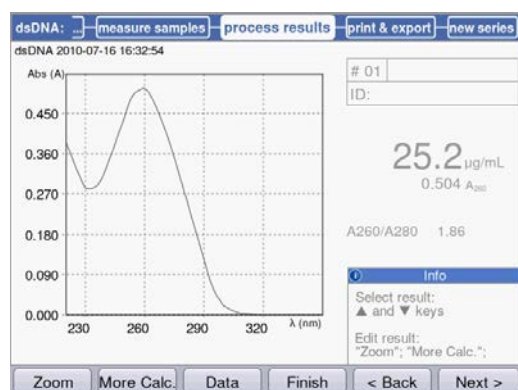 dsDNA: ... measure samples process results print & export new series
dsDNA 2010-07-16 16:32:54
Abs (A)
# 01
ID:
0.450
0.360
0.270
0.180
0.090
0.000
230 260 290 320 λ (nm)
25.2 µg/mL
0.504 A260
A260/A280 1.86
Info
Select result:
▲ and ▼ keys
Edit result:
"Zoom"; "More Calc.";
Zoom More Calc. Data Finish < Back Next >